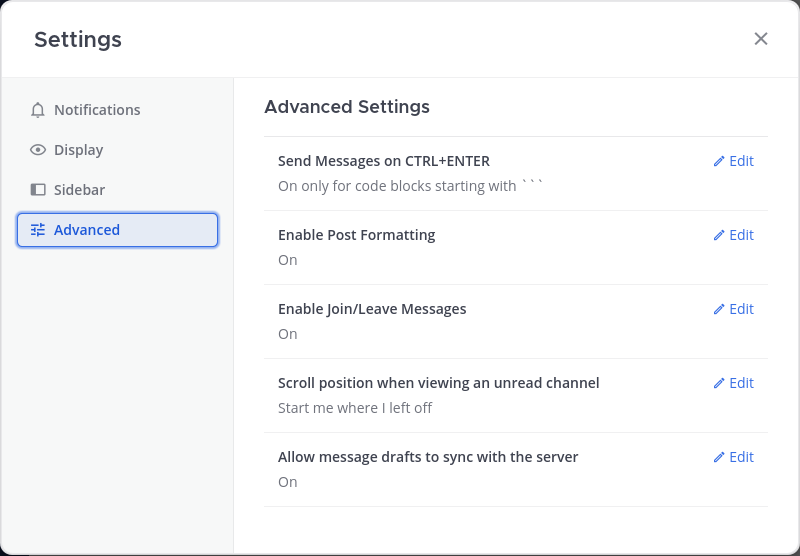 Settings
Notifications
Display
Sidebar
Advanced
Advanced Settings
Send Messages on CTRL+ENTER
Edit
On only for code blocks starting with ```
Enable Post Formatting
Edit
On
Enable Join/Leave Messages
Edit
On
Scroll position when viewing an unread channel
Edit
Start me where I left off
Allow message drafts to sync with the server
Edit
On